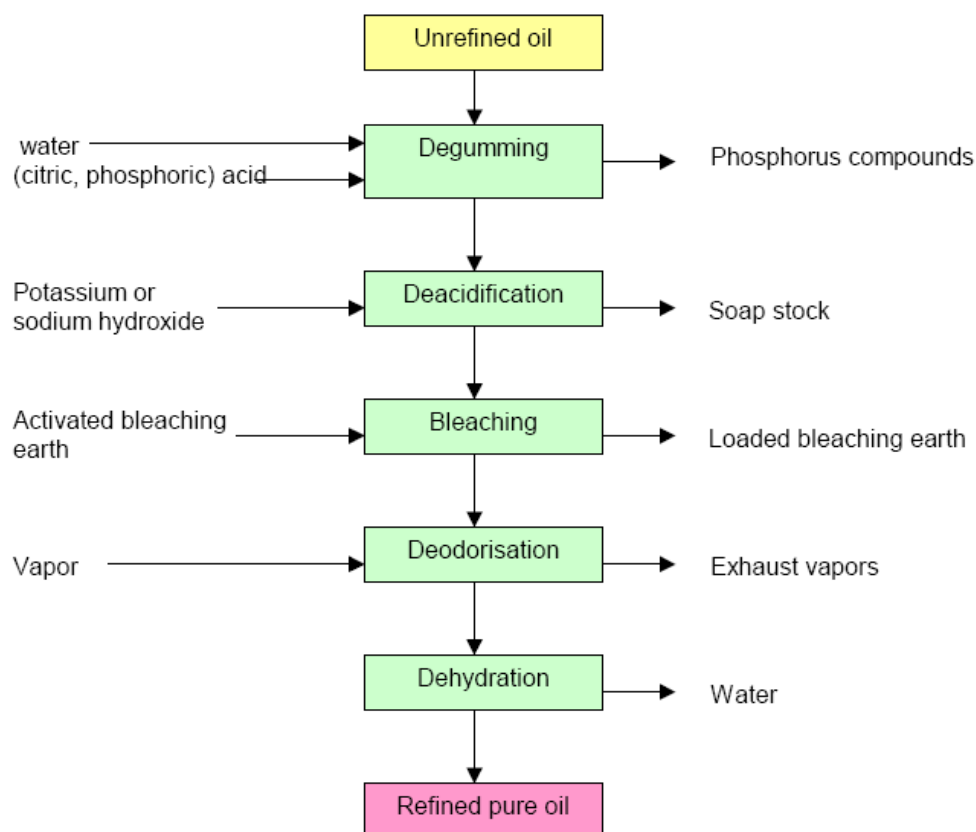 Unrefined oil
water
(citric, phosphoric) acid
Degumming
Phosphorus compounds
Potassium or
sodium hydroxide
Deacidification
Soap stock
Activated bleaching
earth
Bleaching
Loaded bleaching earth
Vapor
Deodorisation
Exhaust vapors
Dehydration
Water
Refined pure oil